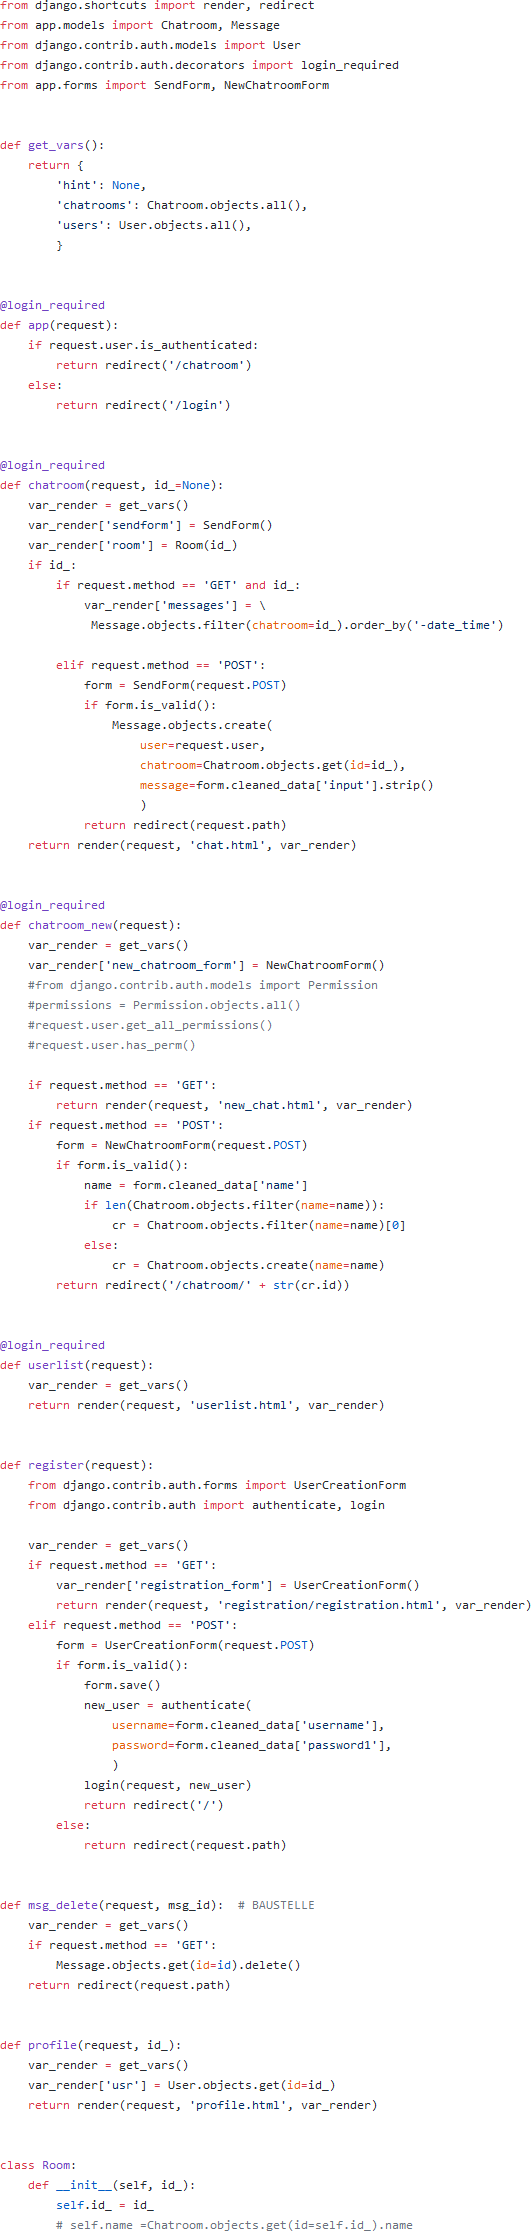 from django.shortcuts import render, redirect
from app.models import Chatroom, Message
from django.contrib.auth.models import User
from django.contrib.auth.decorators import login_required
from app.forms import SendForm, NewChatroomForm
def get_vars():
    return {
        'hint': None,
        'chatrooms': Chatroom.objects.all(),
        'users': User.objects.all(),
        }
@login_required
def app(request):
    if request.user.is_authenticated:
        return redirect('/chatroom')
    else:
        return redirect('/login')
@login_required
def chatroom(request, id_=None):
    var_render = get_vars()
    var_render['sendform'] = SendForm()
    var_render['room'] = Room(id_)
    if id_:
        if request.method == 'GET' and id_:
            var_render['messages'] = \
             Message.objects.filter(chatroom=id_).order_by('-date_time')
        elif request.method == 'POST':
            form = SendForm(request.POST)
            if form.is_valid():
                Message.objects.create(
                    user=request.user,
                    chatroom=Chatroom.objects.get(id=id_),
                    message=form.cleaned_data['input'].strip()
                    )
            return redirect(request.path)
    return render(request, 'chat.html', var_render)
@login_required
def chatroom_new(request):
    var_render = get_vars()
    var_render['new_chatroom_form'] = NewChatroomForm()
    #from django.contrib.auth.models import Permission
    #permissions = Permission.objects.all()
    #request.user.get_all_permissions()
    #request.user.has_perm()
    if request.method == 'GET':
        return render(request, 'new_chat.html', var_render)
    if request.method == 'POST':
        form = NewChatroomForm(request.POST)
        if form.is_valid():
            name = form.cleaned_data['name']
            if len(Chatroom.objects.filter(name=name)):
                cr = Chatroom.objects.filter(name=name)[0]
            else:
                cr = Chatroom.objects.create(name=name)
        return redirect('/chatroom/' + str(cr.id))
@login_required
def userlist(request):
    var_render = get_vars()
    return render(request, 'userlist.html', var_render)
def register(request):
    from django.contrib.auth.forms import UserCreationForm
    from django.contrib.auth import authenticate, login
    var_render = get_vars()
    if request.method == 'GET':
        var_render['registration_form'] = UserCreationForm()
        return render(request, 'registration/registration.html', var_render)
    elif request.method == 'POST':
        form = UserCreationForm(request.POST)
        if form.is_valid():
            form.save()
            new_user = authenticate(
                username=form.cleaned_data['username'],
                password=form.cleaned_data['password1'],
                )
            login(request, new_user)
            return redirect('/')
        else:
            return redirect(request.path)
def msg_delete(request, msg_id):  # BAUSTELLE
    var_render = get_vars()
    if request.method == 'GET':
        Message.objects.get(id=id).delete()
    return redirect(request.path)
def profile(request, id_):
    var_render = get_vars()
    var_render['usr'] = User.objects.get(id=id_)
    return render(request, 'profile.html', var_render)
class Room:
    def __init__(self, id_):
        self.id_ = id_
        # self.name =Chatroom.objects.get(id=self.id_).name